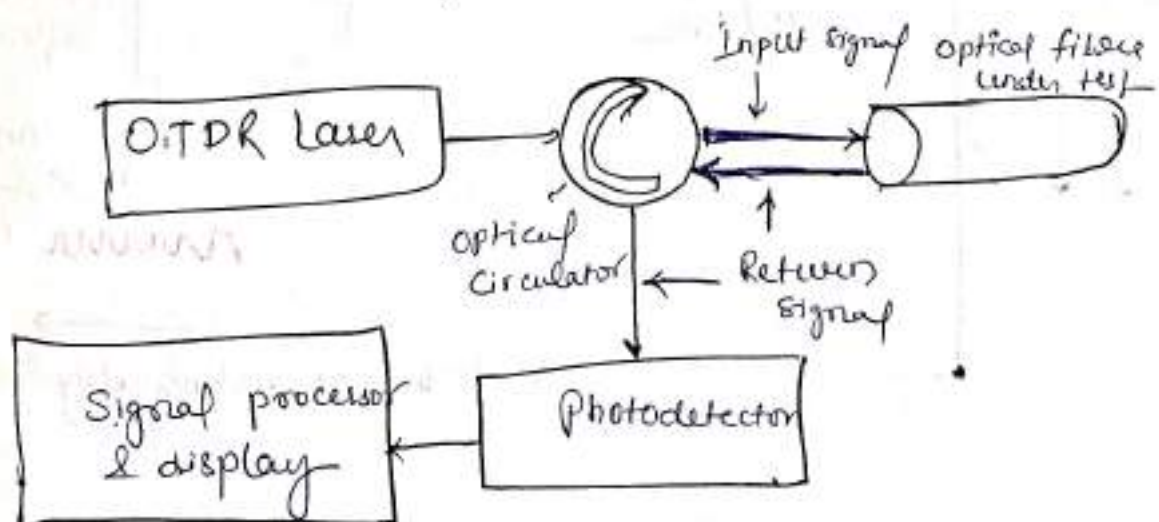 Input signal
optical fibre
under test
O.TDR Laser
optical
Circulator
Return
signal
Signal processor
& display
Photodetector